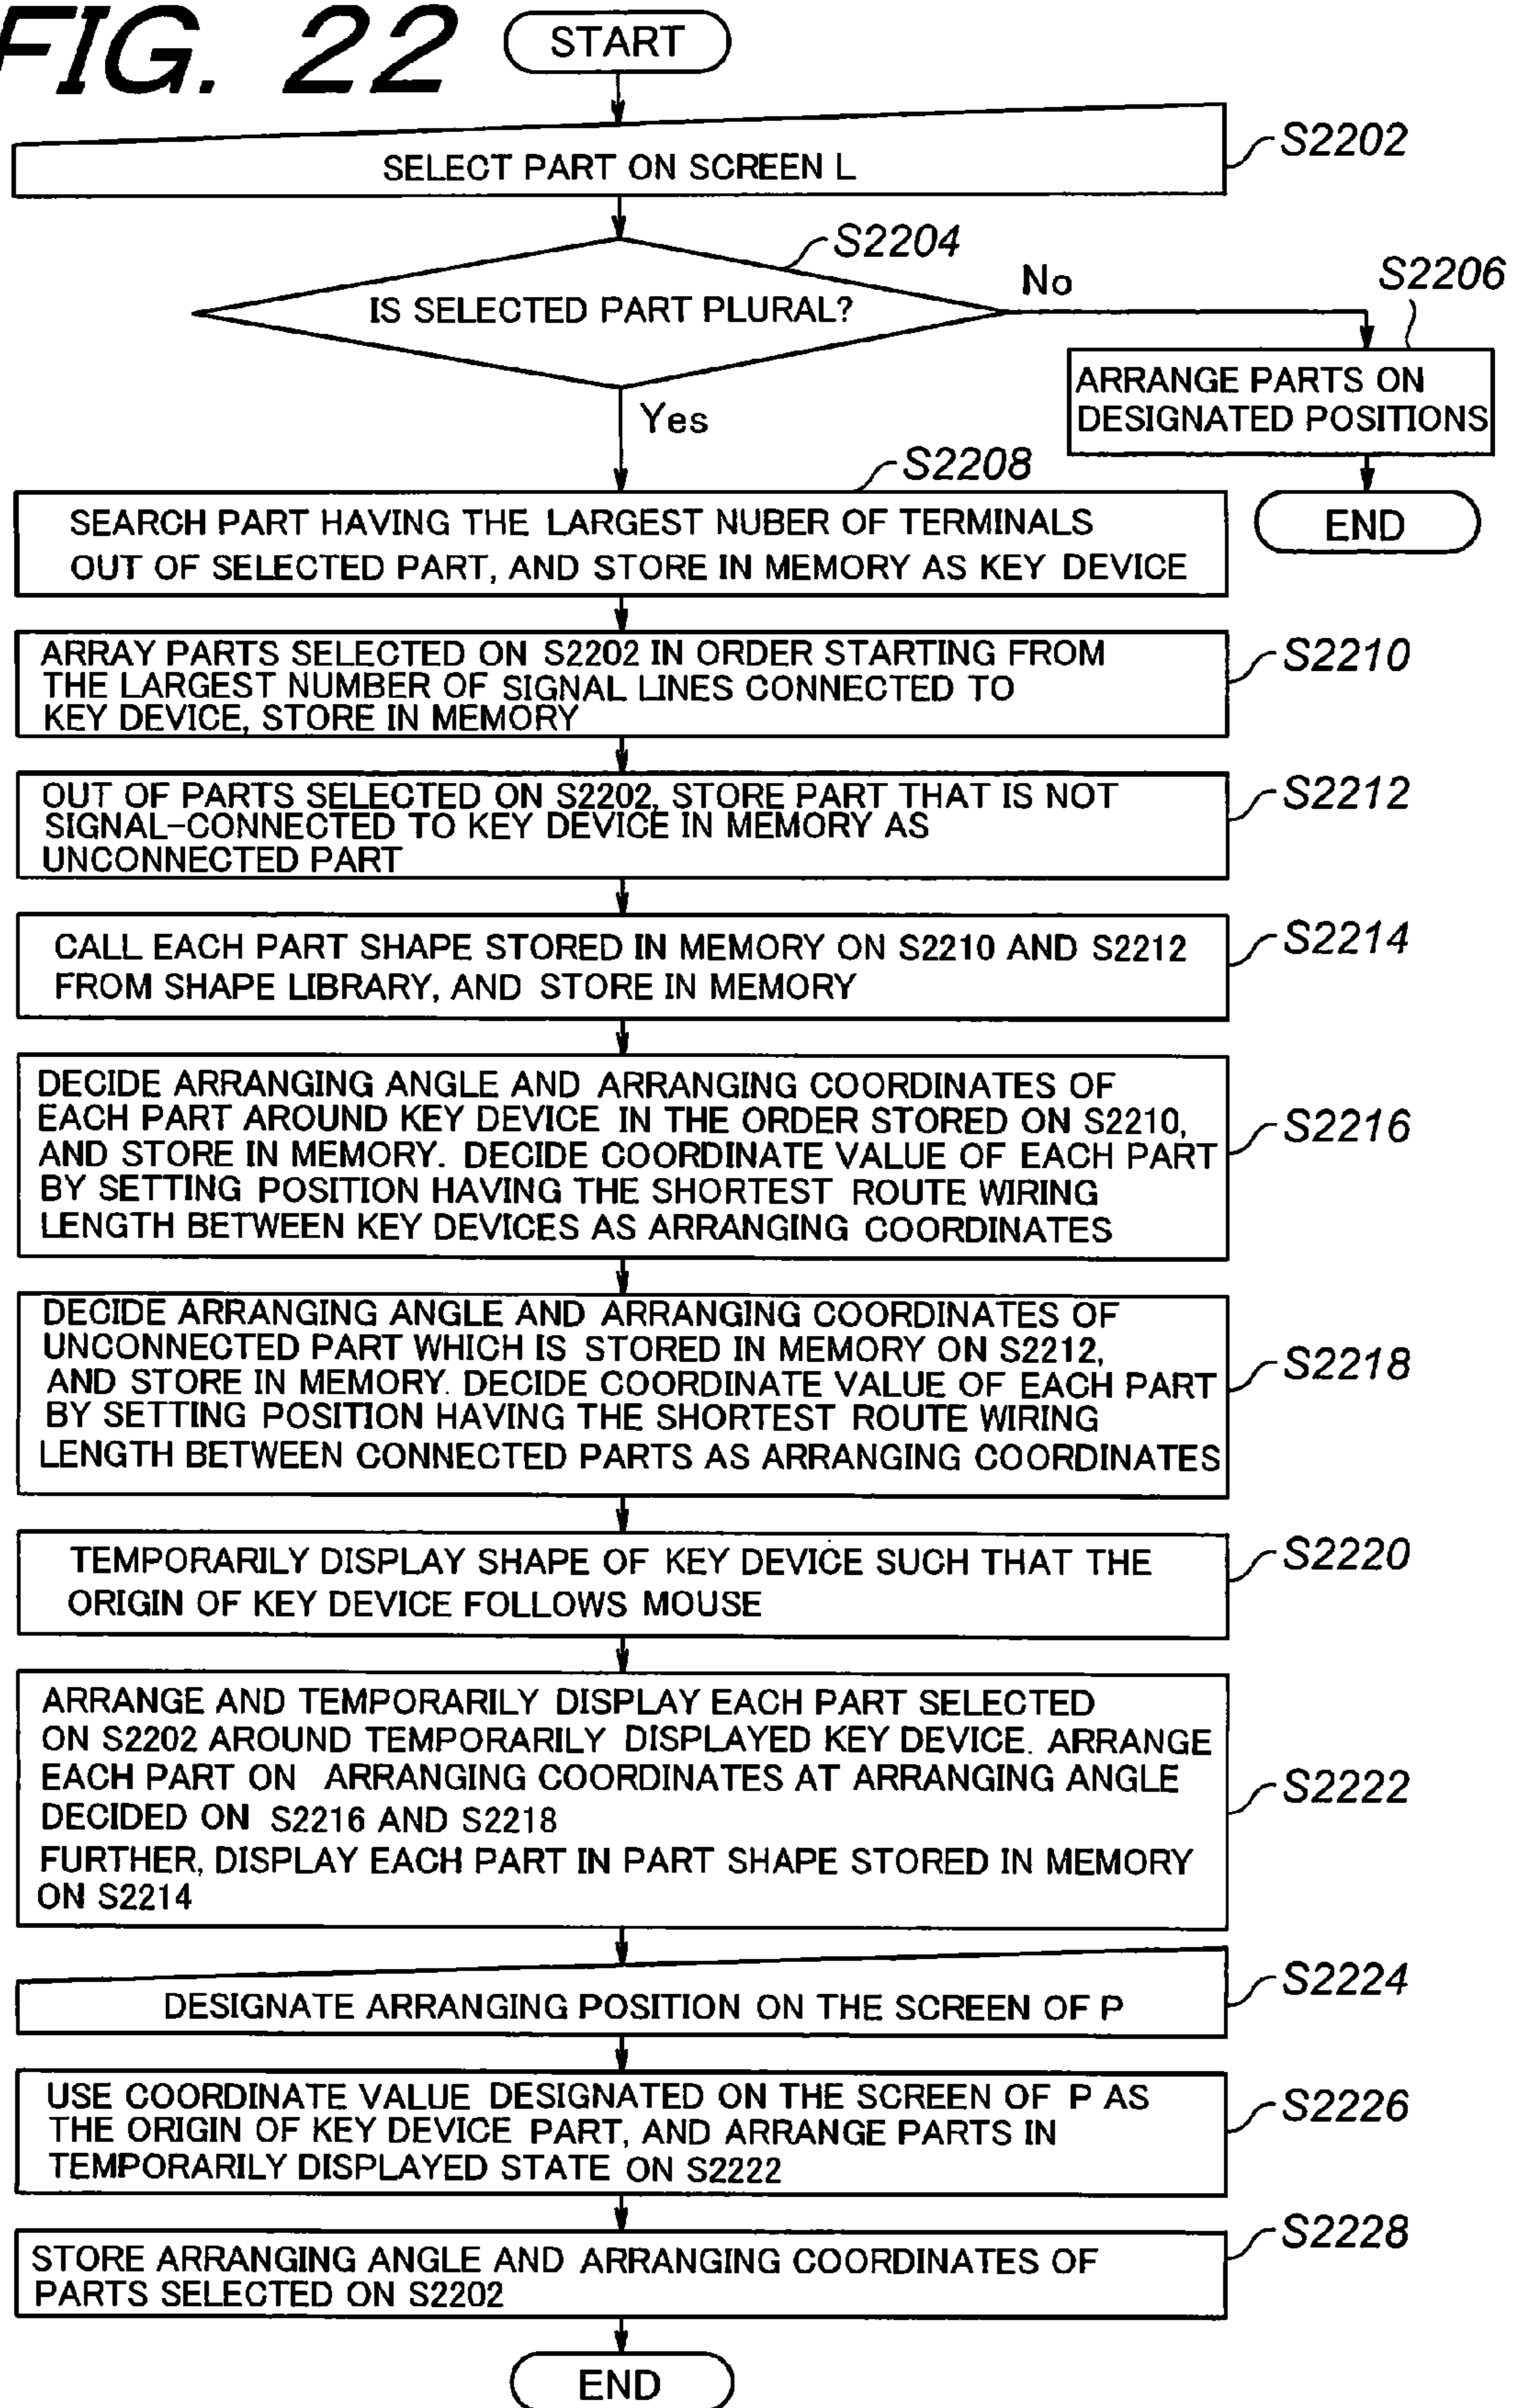 FIG. 22
START
SELECT PART ON SCREEN L
S2202
S2204
IS SELECTED PART PLURAL?
No
S2206
ARRANGE PARTS ON
DESIGNATED POSITIONS
END
Yes
S2208
SEARCH PART HAVING THE LARGEST NUBER OF TERMINALS
OUT OF SELECTED PART, AND STORE IN MEMORY AS KEY DEVICE
ARRAY PARTS SELECTED ON S2202 IN ORDER STARTING FROM
THE LARGEST NUMBER OF SIGNAL LINES CONNECTED TO
KEY DEVICE, STORE IN MEMORY
S2210
OUT OF PARTS SELECTED ON S2202, STORE PART THAT IS NOT
SIGNAL-CONNECTED TO KEY DEVICE IN MEMORY AS
UNCONNECTED PART
S2212
CALL EACH PART SHAPE STORED IN MEMORY ON S2210 AND S2212
FROM SHAPE LIBRARY, AND STORE IN MEMORY
S2214
DECIDE ARRANGING ANGLE AND ARRANGING COORDINATES OF
EACH PART AROUND KEY DEVICE IN THE ORDER STORED ON S2210,
AND STORE IN MEMORY. DECIDE COORDINATE VALUE OF EACH PART
BY SETTING POSITION HAVING THE SHORTEST ROUTE WIRING
LENGTH BETWEEN KEY DEVICES AS ARRANGING COORDINATES
S2216
DECIDE ARRANGING ANGLE AND ARRANGING COORDINATES OF
UNCONNECTED PART WHICH IS STORED IN MEMORY ON S2212,
AND STORE IN MEMORY. DECIDE COORDINATE VALUE OF EACH PART
BY SETTING POSITION HAVING THE SHORTEST ROUTE WIRING
LENGTH BETWEEN CONNECTED PARTS AS ARRANGING COORDINATES
S2218
TEMPORARILY DISPLAY SHAPE OF KEY DEVICE SUCH THAT THE
ORIGIN OF KEY DEVICE FOLLOWS MOUSE
S2220
ARRANGE AND TEMPORARILY DISPLAY EACH PART SELECTED
ON S2202 AROUND TEMPORARILY DISPLAYED KEY DEVICE. ARRANGE
EACH PART ON ARRANGING COORDINATES AT ARRANGING ANGLE
DECIDED ON S2216 AND S2218
FURTHER, DISPLAY EACH PART IN PART SHAPE STORED IN MEMORY
ON S2214
S2222
DESIGNATE ARRANGING POSITION ON THE SCREEN OF P
S2224
USE COORDINATE VALUE DESIGNATED ON THE SCREEN OF P AS
THE ORIGIN OF KEY DEVICE PART, AND ARRANGE PARTS IN
TEMPORARILY DISPLAYED STATE ON S2222
S2226
STORE ARRANGING ANGLE AND ARRANGING COORDINATES OF
PARTS SELECTED ON S2202
S2228
END